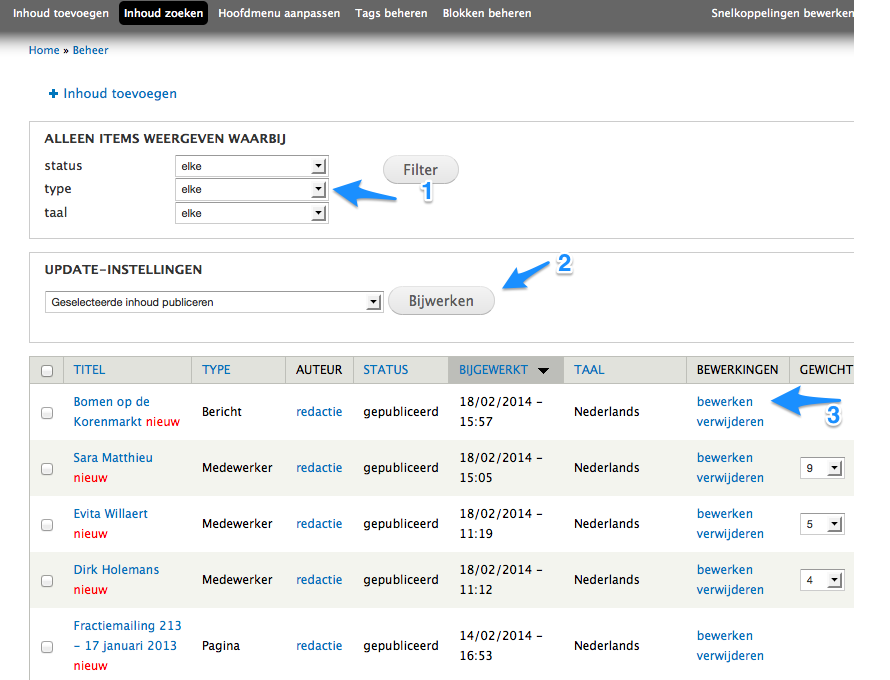 Inhoud toevoegen Inhoud zoeken Hoofdmenu aanpassen Tags beheren Blokken beheren Snelkoppelingen bewerken
Home » Beheer
+ Inhoud toevoegen
ALLEEN ITEMS WEERGEVEN WAARBIJ
status elke Filter
type elke 1
taal elke
UPDATE-INSTELLINGEN 2
Geselecteerde inhoud publiceren Bijwerken
TITEL TYPE AUTEUR STATUS BIJGEWERKT TAAL BEWERKINGEN GEWICHT
Bomen op de Korenmarkt nieuw Bericht redactie gepubliceerd 18/02/2014 – 15:57 Nederlands bewerken verwijderen 3
Sara Matthieu nieuw Medewerker redactie gepubliceerd 18/02/2014 – 15:05 Nederlands bewerken verwijderen 9
Evita Willaert nieuw Medewerker redactie gepubliceerd 18/02/2014 – 11:19 Nederlands bewerken verwijderen 5
Dirk Holemans nieuw Medewerker redactie gepubliceerd 18/02/2014 – 11:12 Nederlands bewerken verwijderen 4
Fractiemailing 213 – 17 januari 2013 nieuw Pagina redactie gepubliceerd 14/02/2014 – 16:53 Nederlands bewerken verwijderen